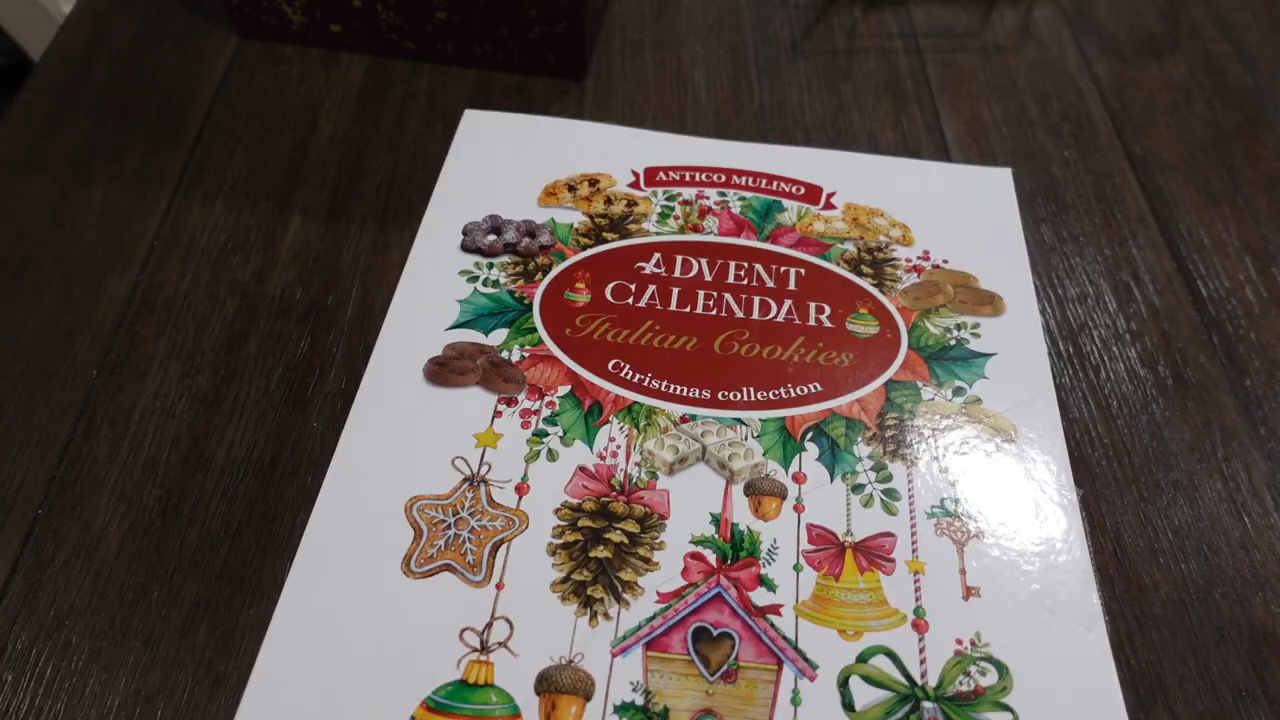 ANTICO MULINO
ADVENT
CALENDAR
Italian Cookies
Christmas collection